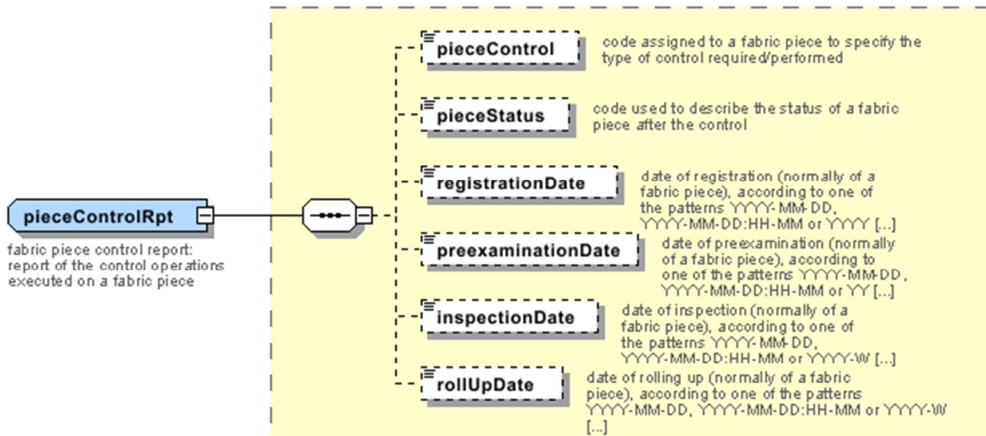 pieceControl
code assigned to a fabric piece to specify the
type of control required/performed
pieceStatus
code used to describe the status of a fabric
piece after the control
registrationDate
date of registration (normally of a
fabric piece), according to one of
the patterns YYYY-MM-DD,
YYYY-MM-DD:HH-MM or YYYY [...]
pieceControlRpt
fabric piece control report:
report of the control operations
executed on a fabric piece
preexaminationDate
date of preexamination (normally
of a fabric piece), according to
one of the patterns YYYY-MM-DD,
YYYY-MM-DD:HH-MM or YY [...]
inspectionDate
date of inspection (normally of a
fabric piece), according to one of
the patterns YYYY-MM-DD,
YYYY-MM-DD:HH-MM or YYYY-W [...]
rollUpDate
date of rolling up (normally of a fabric
piece), according to one of the patterns
YYYY-MM-DD, YYYY-MM-DD:HH-MM or YYYY-W
[...]